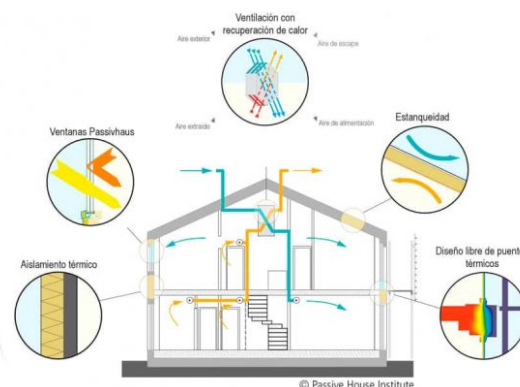 Ventilación con
recuperación de calor
Aire exterior
Aire de escape
Aire extraído
Aire de alimentación
Estanqueidad
Ventanas Passivhaus
Aislamiento térmico
Diseño libre de puent
térmicos
© Passive House Institute